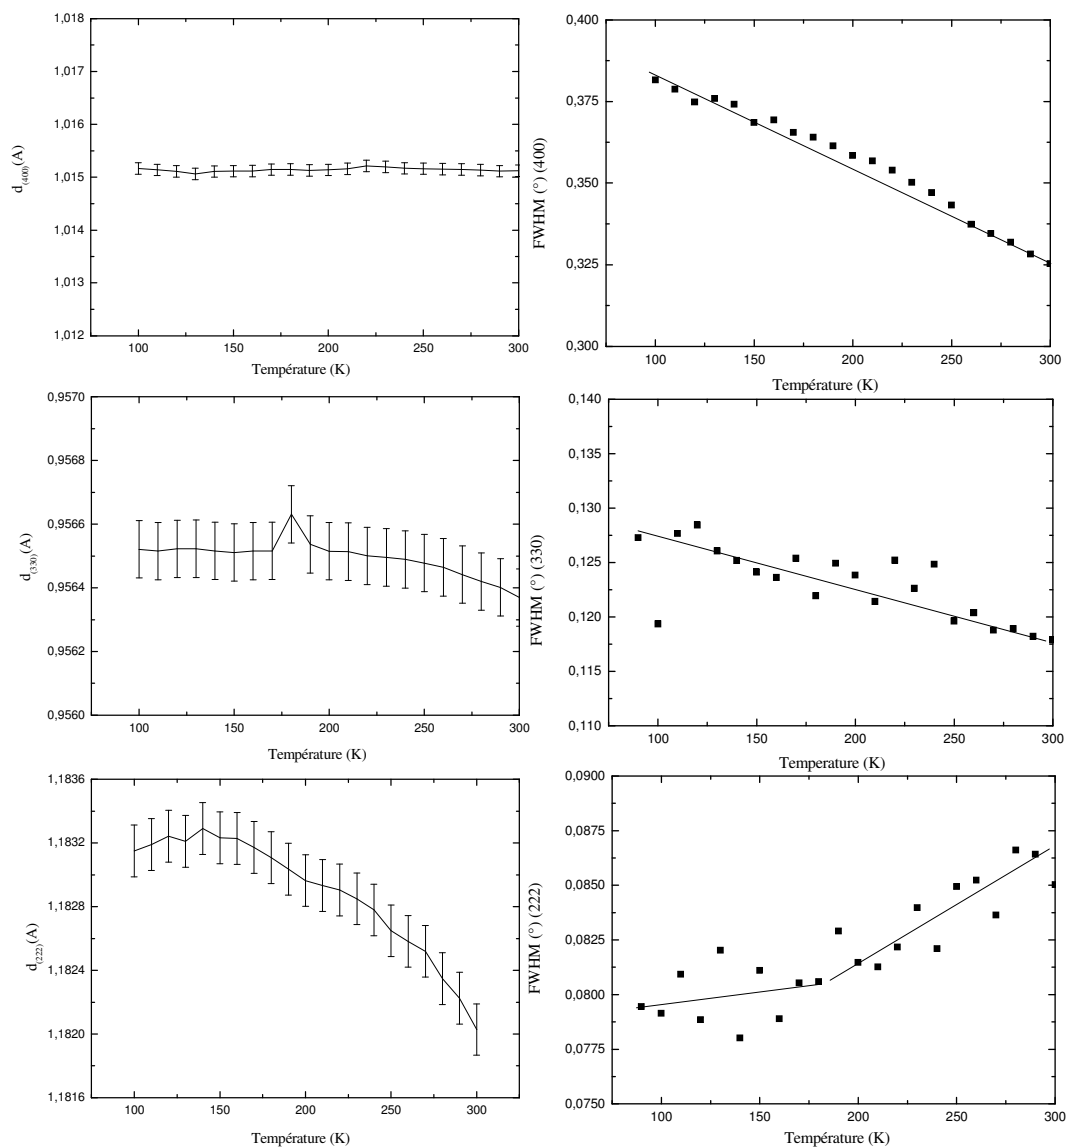 1,018
1,017
1,016
1,015
1,014
1,013
1,012
d(400)(A)
100 150 200 250 300
Température (K)
0,400
0,375
0,350
0,325
0,300
FWHM (°) (400)
100 150 200 250 300
Température (K)
0,9570
0,9568
0,9566
0,9564
0,9562
0,9560
d(330)(A)
100 150 200 250 300
Température (K)
0,140
0,135
0,130
0,125
0,120
0,115
0,110
FWHM (°) (330)
100 150 200 250 300
Temperature (K)
1,1836
1,1832
1,1828
1,1824
1,1820
1,1816
d(222)(A)
100 150 200 250 300
Température (K)
0,0900
0,0875
0,0850
0,0825
0,0800
0,0775
0,0750
FWHM (°) (222)
100 150 200 250 300
Température (K)